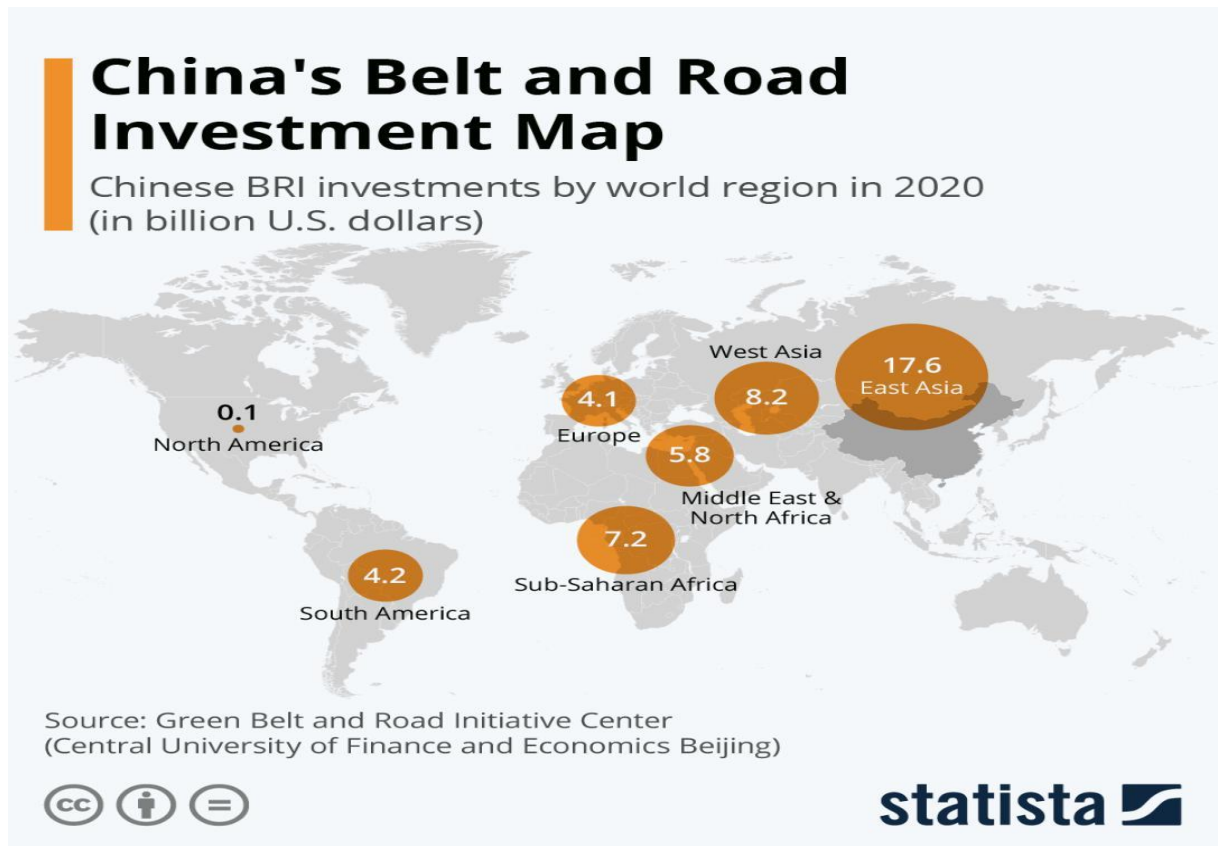 China's Belt and Road
Investment Map
Chinese BRI investments by world region in 2020
(in billion U.S. dollars)
West Asia
17.6
East Asia
8.2
4.1
Europe
0.1
North America
5.8
Middle East &
North Africa
7.2
Sub-Saharan Africa
4.2
South America
Source: Green Belt and Road Initiative Center
(Central University of Finance and Economics Beijing)
cc
statista